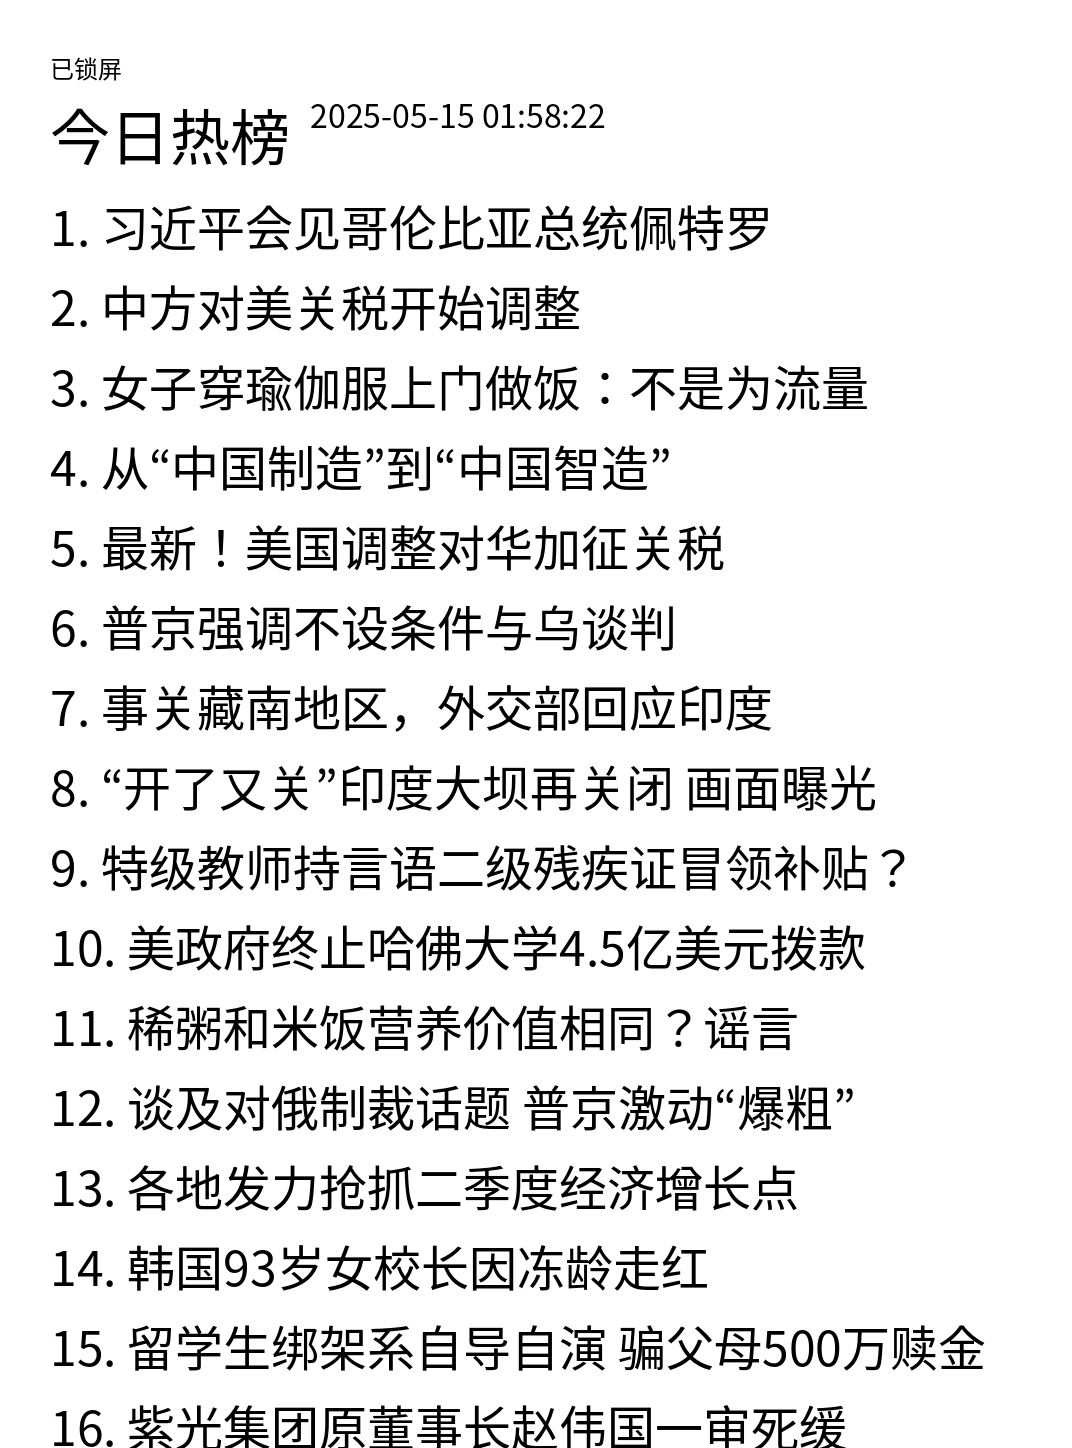 已锁屏
今日热榜 2025-05-15 01:58:22
1. 习近平会见哥伦比亚总统佩特罗
2. 中方对美关税开始调整
3. 女子穿瑜伽服上门做饭：不是为流量
4. 从“中国制造”到“中国智造”
5. 最新！美国调整对华加征关税
6. 普京强调不设条件与乌谈判
7. 事关藏南地区，外交部回应印度
8. “开了又关”印度大坝再关闭 画面曝光
9. 特级教师持言语二级残疾证冒领补贴？
10. 美政府终止哈佛大学4.5亿美元拨款
11. 稀粥和米饭营养价值相同？谣言
12. 谈及对俄制裁话题 普京激动“爆粗”
13. 各地发力抢抓二季度经济增长点
14. 韩国93岁女校长因冻龄走红
15. 留学生绑架系自导自演 骗父母500万赎金
16. 紫光集团原董事长赵伟国一审死缓